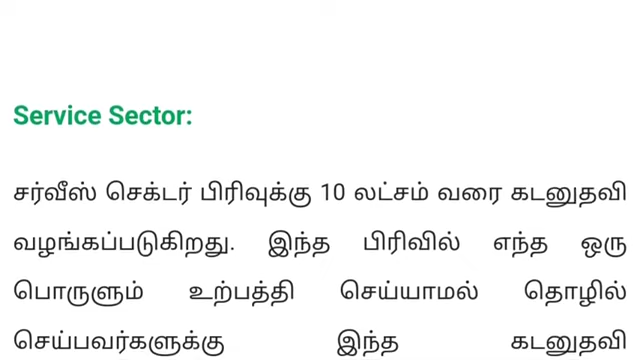 Service Sector:
சர்வீஸ் செக்டர் பிரிவுக்கு 10 லட்சம் வரை கடனுதவி
வழங்கப்படுகிறது. இந்த பிரிவில் எந்த ஒரு
பொருளும் உற்பத்தி செய்யாமல் தொழில்
செய்பவர்களுக்கு இந்த கடனுதவி